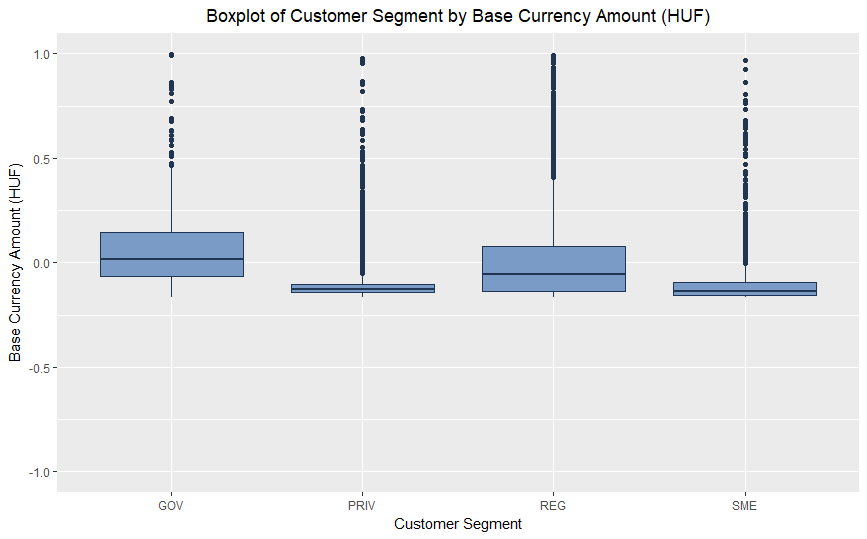 Boxplot of Customer Segment by Base Currency Amount (HUF)
Base Currency Amount (HUF)
1.0
0.5
0.0
-0.5
-1.0
GOV PRIV REG SME
Customer Segment